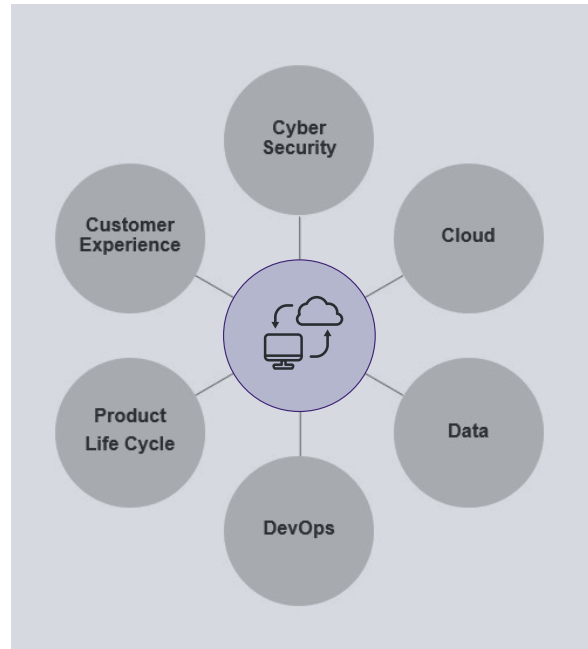 Cyber
Security
Cloud
Data
DevOps
Product
Life Cycle
Customer
Experience